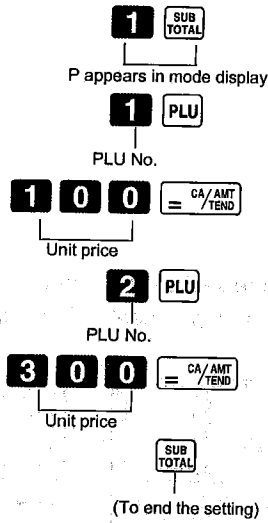 1 SUB TOTAL
P appears in mode display
1 PLU
PLU No.
1 0 0 = CA/AMT/TEND
Unit price
2 PLU
PLU No.
3 0 0 = CA/AMT/TEND
Unit price
SUB TOTAL
(To end the setting)